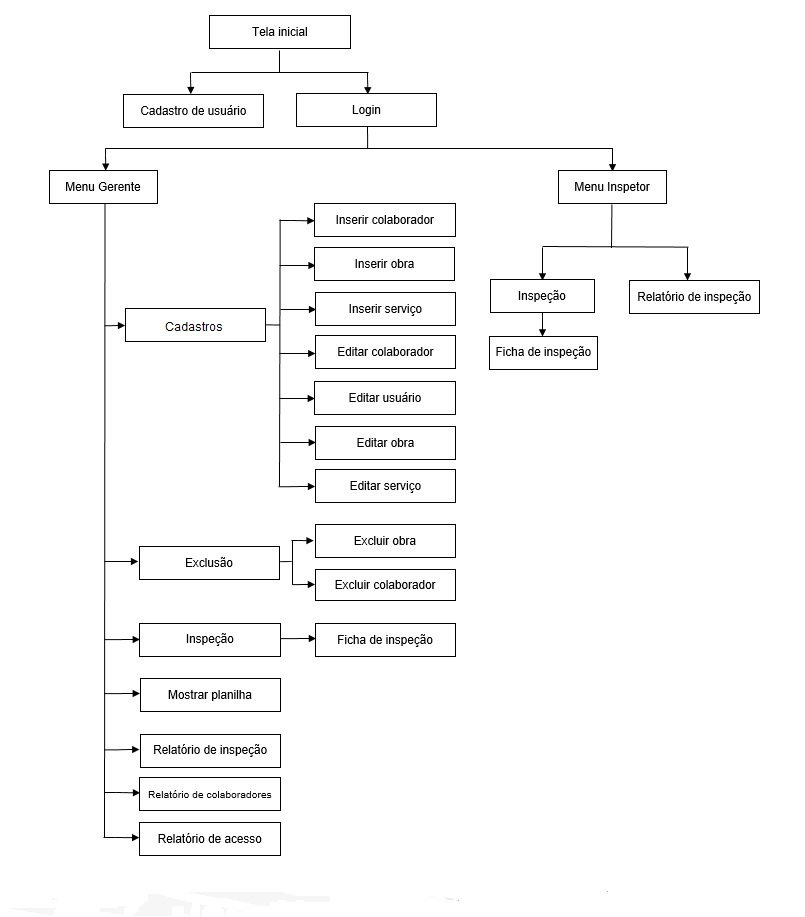 Tela inicial
Cadastro de usuário
Login
Menu Gerente
Menu Inspetor
Inserir colaborador
Inserir obra
Inserir serviço
Editar colaborador
Editar usuário
Editar obra
Editar serviço
Cadastros
Inspeção
Relatório de inspeção
Ficha de inspeção
Exclusão
Excluir obra
Excluir colaborador
Inspeção
Ficha de inspeção
Mostrar planilha
Relatório de inspeção
Relatório de colaboradores
Relatório de acesso